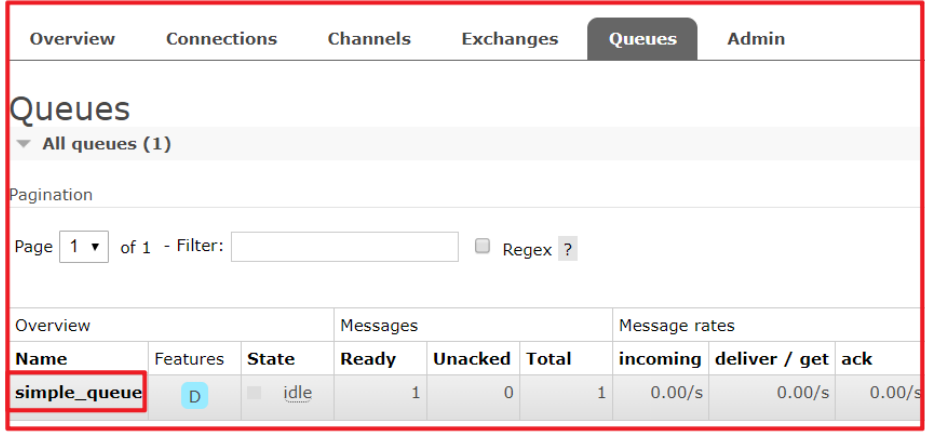 Overview Connections Channels Exchanges Queues Admin
Queues
▼ All queues (1)
Pagination
Page 1 ▼ of 1 - Filter: Regex ?
Overview Messages Message rates
Name Features State Ready Unacked Total incoming deliver / get ack
simple_queue D idle 1 0 1 0.00/s 0.00/s 0.00/s